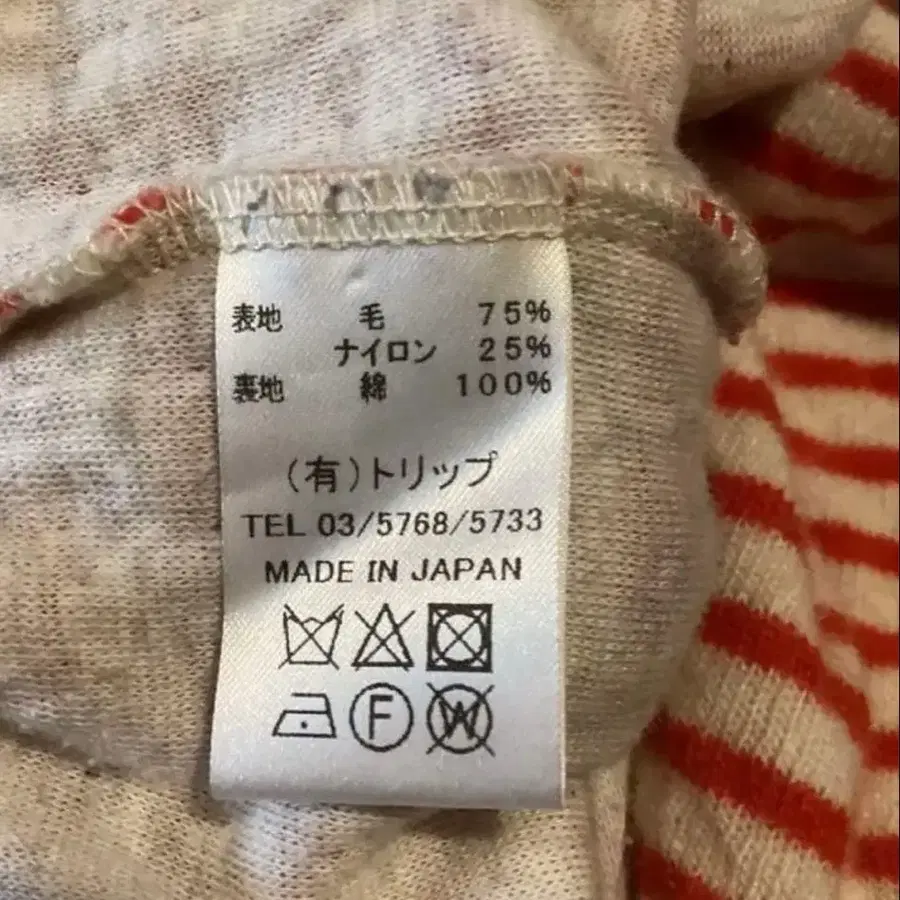 表地 毛 75%
ナイロン 25%
裏地 綿 100%
(有)トリップ
TEL 03/5768/5733
MADE IN JAPAN
F W